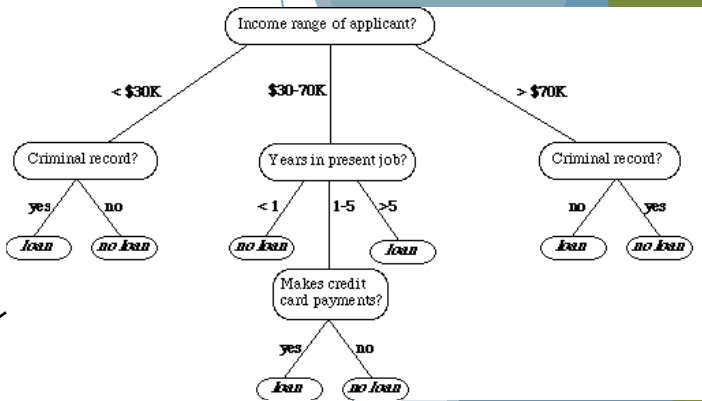 Income range of applicant?
< $30K
$30-70K
> $70K
Criminal record?
Years in present job?
Criminal record?
yes
no
< 1
1-5
>5
no
yes
loan
no loan
no loan
loan
loan
no loan
Makes credit
card payments?
yes
no
loan
no loan